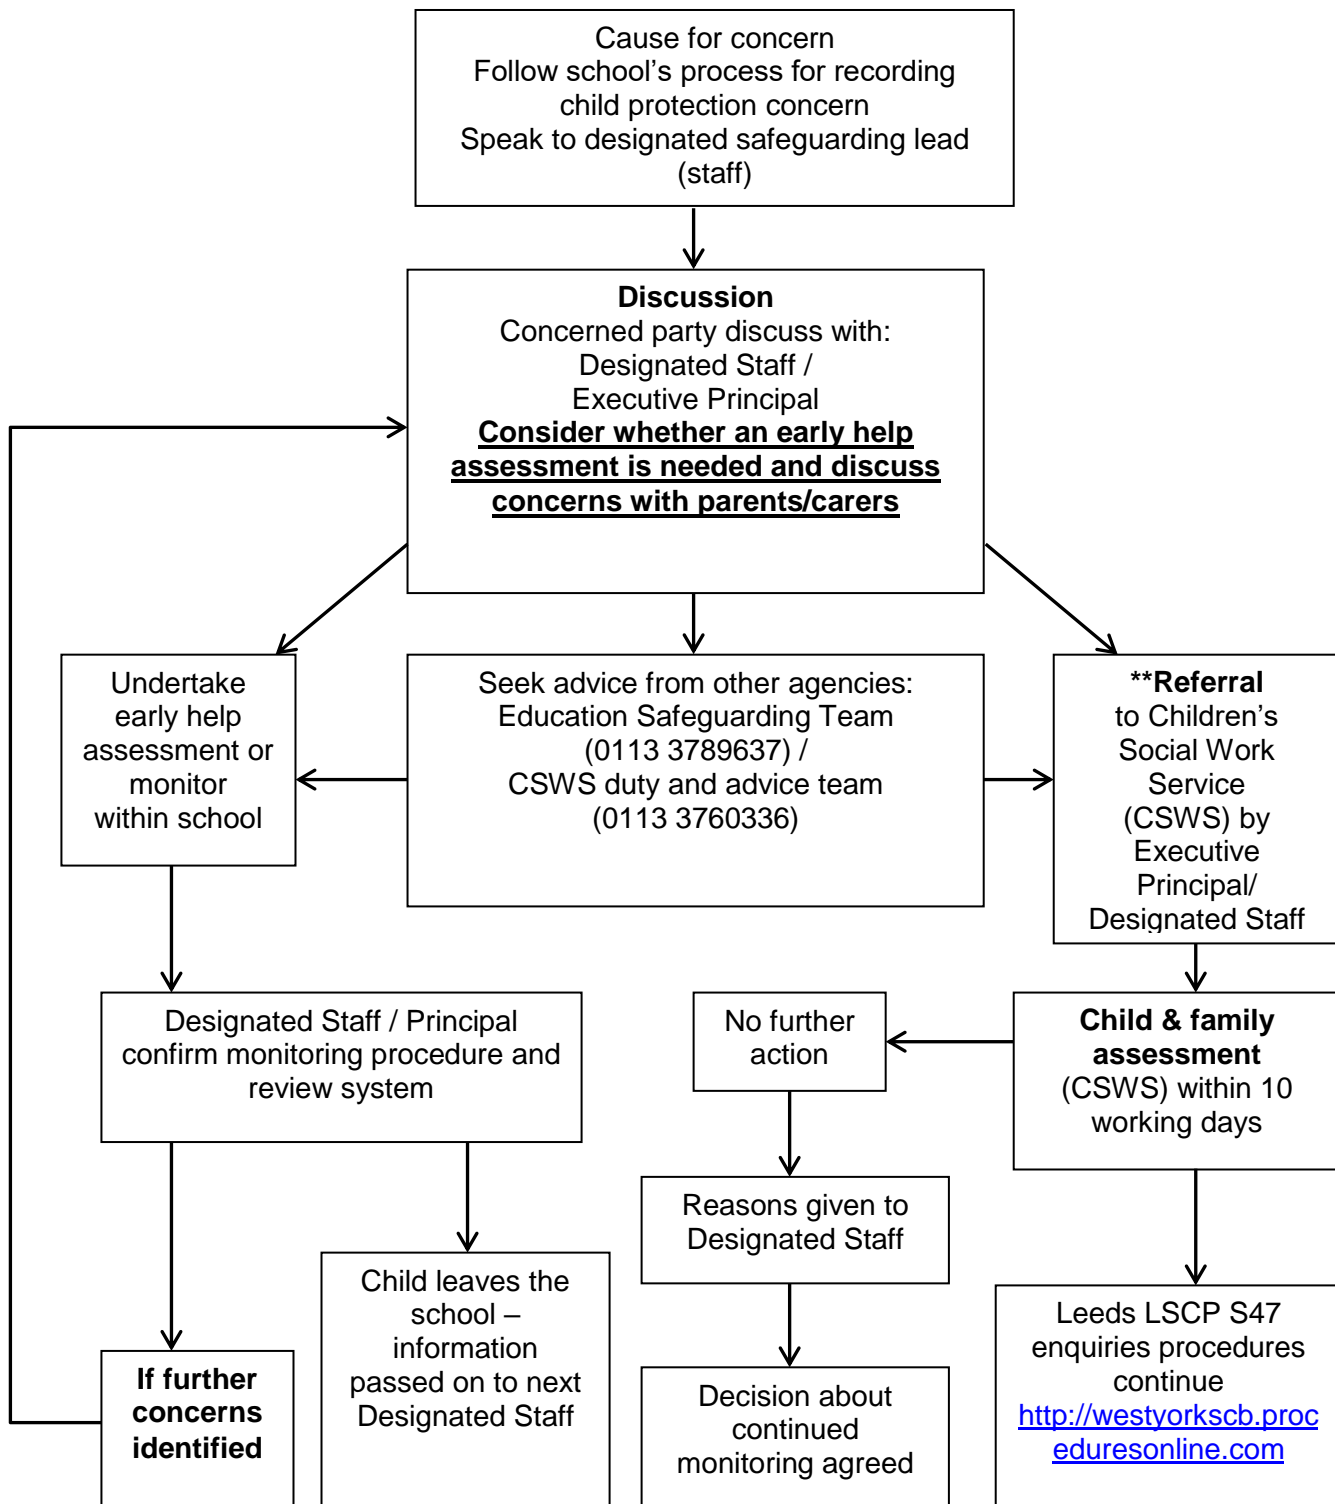 Cause for concern
Follow school's process for recording
child protection concern
Speak to designated safeguarding lead
(staff)
Discussion
Concerned party discuss with:
Designated Staff /
Executive Principal
Consider whether an early help
assessment is needed and discuss
concerns with parents/carers
Undertake
early help
assessment or
monitor
within school
Seek advice from other agencies:
Education Safeguarding Team
(0113 3789637) /
CSWS duty and advice team
(0113 3760336)
**Referral
to Children's
Social Work
Service
(CSWS) by
Executive
Principal/
Designated Staff
Designated Staff / Principal
confirm monitoring procedure and
review system
No further
action
Child & family
assessment
(CSWS) within 10
working days
Reasons given to
Designated Staff
Child leaves the
school –
information
passed on to next
Designated Staff
If further
concerns
identified
Decision about
continued
monitoring agreed
Leeds LSCP S47
enquiries procedures
continue
http://westyorkscb.proc
eduresonline.com